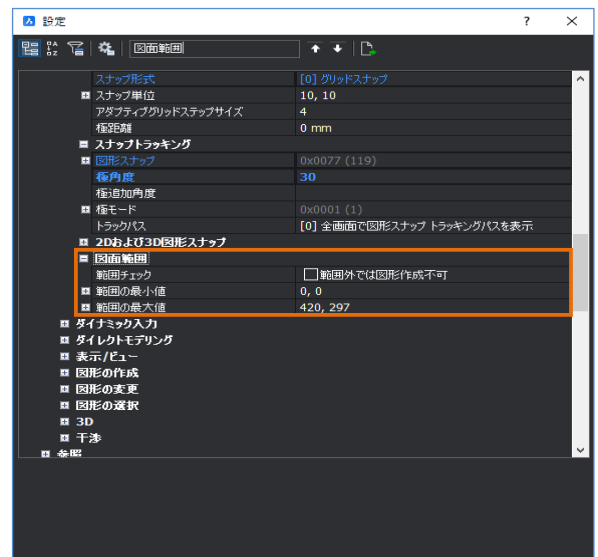 設定
図面範囲
スナップ形式 [0] グリッドスナップ
スナップ単位 10, 10
アダプティブグリッドステップサイズ 4
極距離 0 mm
スナップトラッキング
図形スナップ 0x0077 (119)
極角度 30
極追加角度
極モード 0x0001 (1)
トラックパス [0] 全画面で図形スナップ トラッキングパスを表示
2Dおよび3D図形スナップ
図面範囲
範囲チェック 範囲外では図形作成不可
範囲の最小値 0, 0
範囲の最大値 420, 297
ダイナミック入力
ダイレクトモデリング
表示/ビュー
図形の作成
図形の変更
図形の選択
3D
干渉
参照